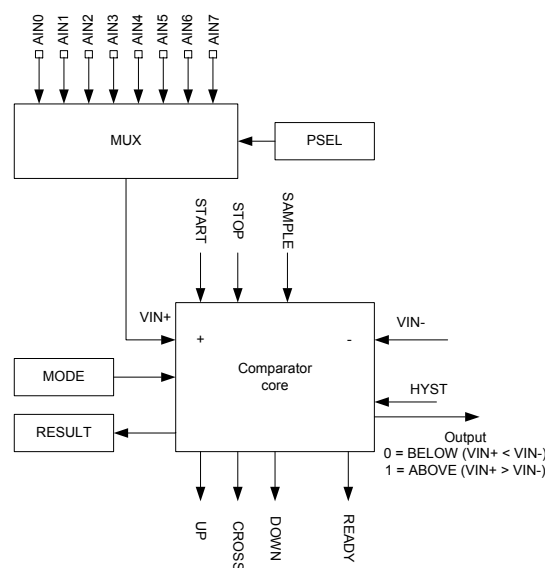 AIN0
AIN1
AIN2
AIN3
AIN4
AIN5
AIN6
AIN7
MUX
PSEL
START
STOP
SAMPLE
VIN+
VIN-
+
-
MODE
Comparator
core
HYST
RESULT
Output
0 = BELOW (VIN+ < VIN-)
1 = ABOVE (VIN+ > VIN-)
UP
CROSS
DOWN
READY